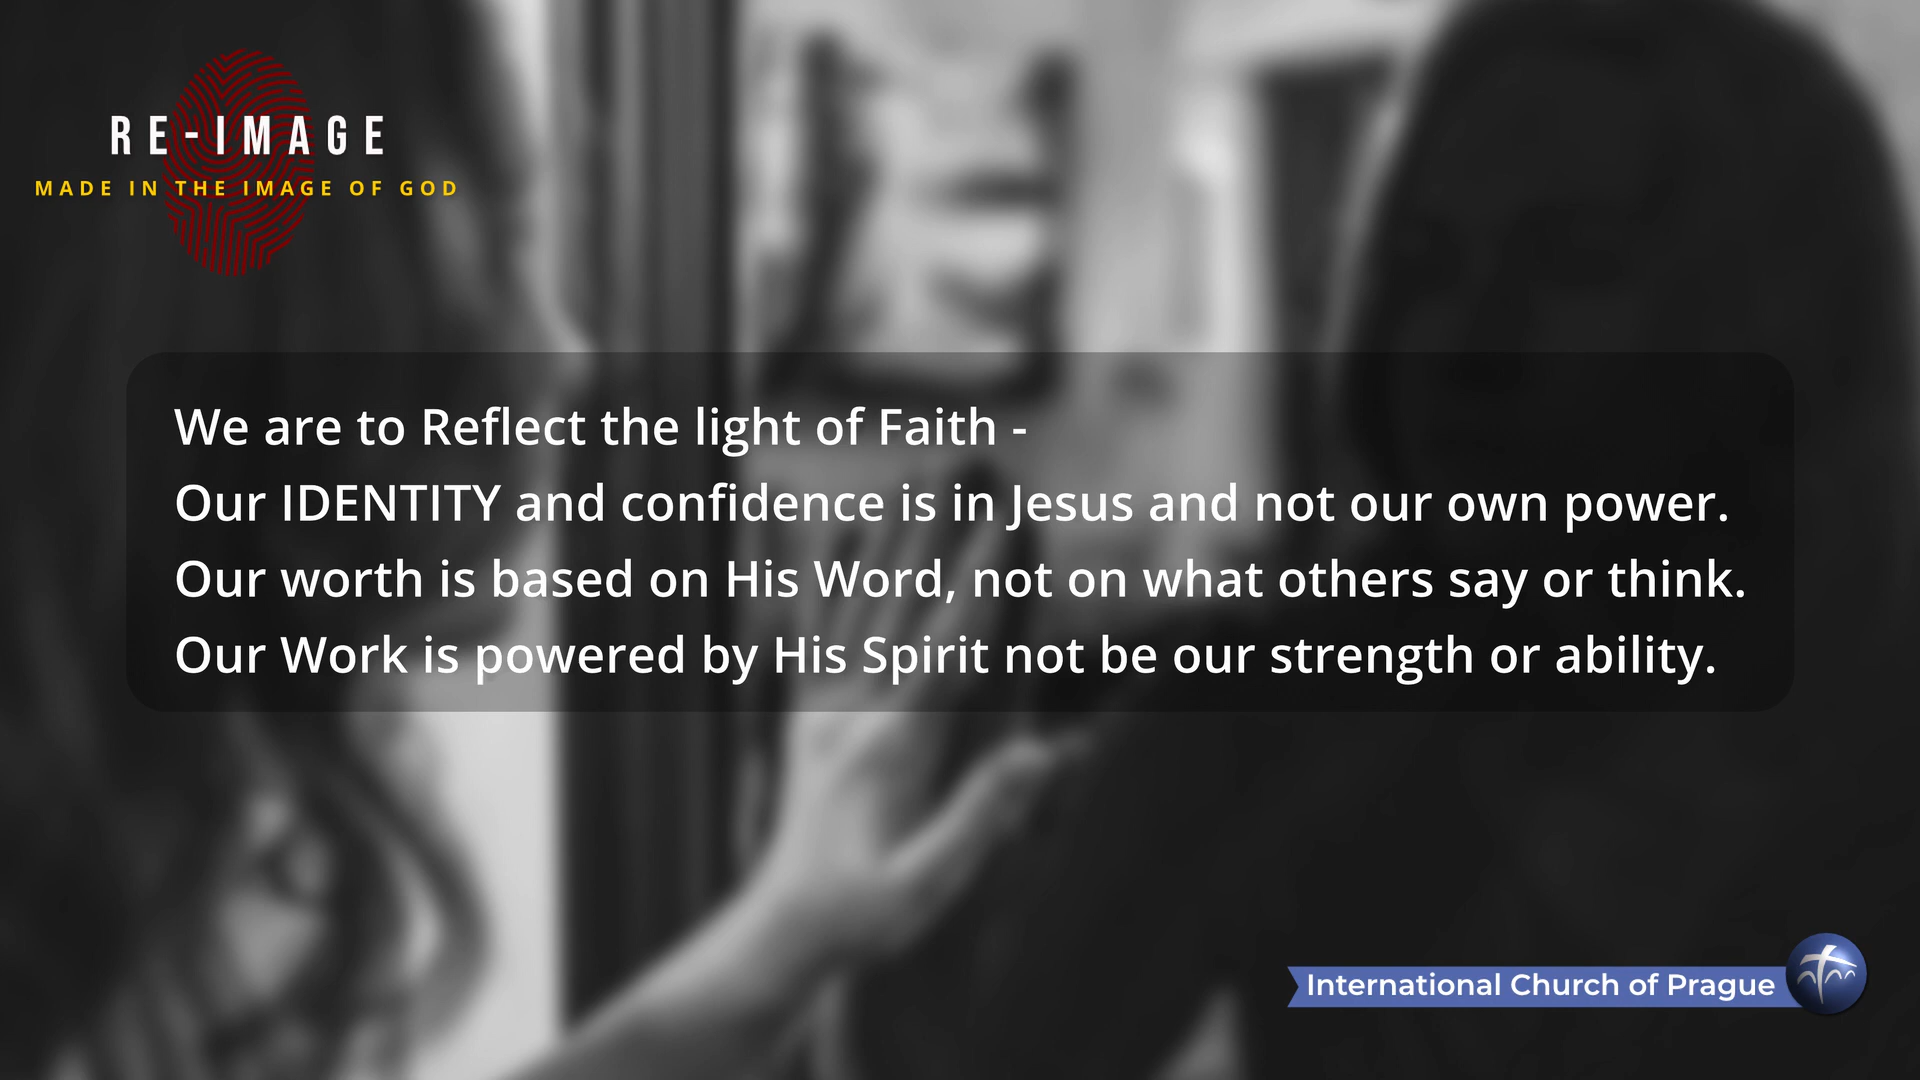 RE-IMAGE
MADE IN THE IMAGE OF GOD
We are to Reflect the light of Faith -
Our IDENTITY and confidence is in Jesus and not our own power.
Our worth is based on His Word, not on what others say or think.
Our Work is powered by His Spirit not be our strength or ability.
International Church of Prague